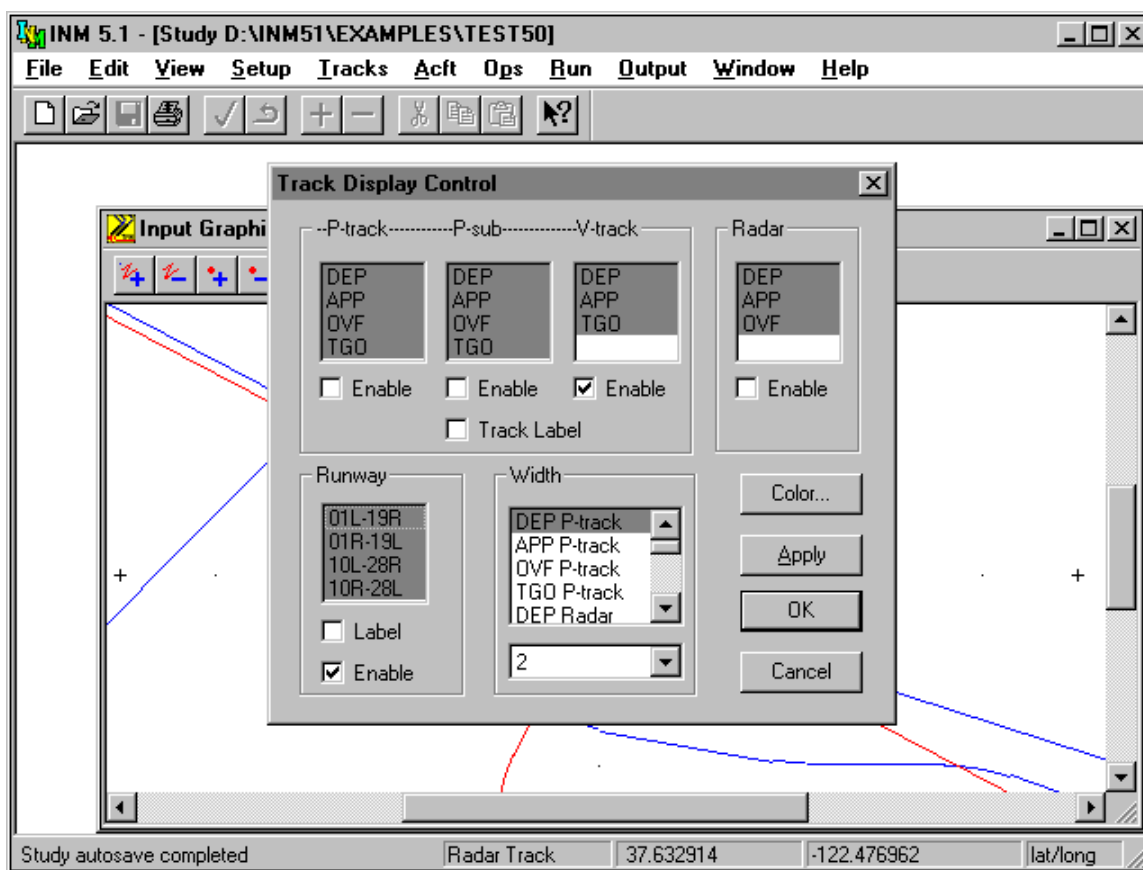 INM 5.1 - [Study D:\INM51\EXAMPLES\TEST50]
File Edit View Setup Tracks Acft Ops Run Output Window Help
Input Graphi
Track Display Control
--P-track-----------P-sub------------V-track
DEP
APP
OVF
TGO
DEP
APP
OVF
TGO
DEP
APP
TGO
Enable
Enable
Enable
Track Label
Radar
DEP
APP
OVF
Enable
Runway
01L-19R
01R-19L
10L-28R
10R-28L
Label
Enable
Width
DEP P-track
APP P-track
OVF P-track
TGO P-track
DEP Radar
2
Color...
Apply
OK
Cancel
Study autosave completed
Radar Track
37.632914
-122.476962
lat/long